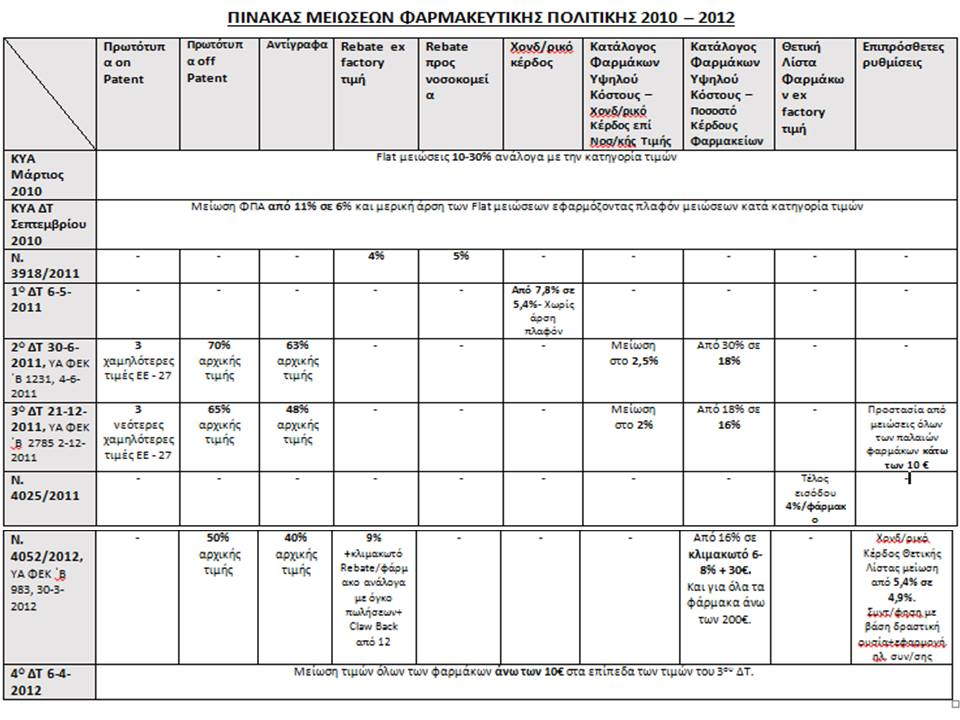 ΠΙΝΑΚΑΣ ΜΕΙΩΣΕΩΝ ΦΑΡΜΑΚΕΥΤΙΚΗΣ ΠΟΛΙΤΙΚΗΣ 2010 – 2012
Πρωτότυπ
α on
Patent
Πρωτότυπ
α off
Patent
Αντίγραφα
Rebate ex
factory
τιμή
Rebate
προς
νοσοκομεί
α
Χονδ/ρικό
κέρδος
Κατάλογος
Φαρμάκων
Υψηλού
Κόστους –
Χονδ/ρικό
Κέρδος επί
Νοσ/κής Τιμής
Κατάλογος
Φαρμάκων
Υψηλού
Κόστους –
Ποσοστό
Κέρδους
Φαρμακείων
Θετική
Λίστα
Φαρμάκω
ν ex
factory
τιμή
Επιπρόσθετες
ρυθμίσεις
ΚΥΑ
Μάρτιος
2010
Flat μειώσεις 10-30% ανάλογα με την κατηγορία τιμών
ΚΥΑ ΔΤ
Σεπτεμβρίου
2010
Μείωση ΦΠΑ από 11% σε 6% και μερική άρση των Flat μειώσεων εφαρμόζοντας πλαφόν μειώσεων κατά κατηγορία τιμών
Ν.
3918/2011
-
-
-
4%
5%
-
-
-
-
-
1ο ΔΤ 6-5-
2011
-
-
-
-
-
Από 7,8% σε
5,4%- Χωρίς
άρση
πλαφόν
-
-
-
-
2ο ΔΤ 30-6-
2011, ΥΑ ΦΕΚ
΄Β 1231, 4-6-
2011
3
χαμηλότερες
τιμές ΕΕ - 27
70%
αρχικής
τιμής
63%
αρχικής
τιμής
-
-
-
Μείωση
στο 2,5%
Από 30% σε
18%
-
-
3ο ΔΤ 21-12-
2011, ΥΑ ΦΕΚ
΄Β 2785 2-12-
2011
3
νεότερες
χαμηλότερες
τιμές ΕΕ - 27
65%
αρχικής
τιμής
48%
αρχικής
τιμής
-
-
-
Μείωση
στο 2%
Από 18% σε
16%
-
Προστασία από
μειώσεις όλων
των παλαιών
φαρμάκων κάτω
των 10 €
Ν.
4025/2011
-
-
-
-
-
-
-
-
Τέλος
εισόδου
4%/φάρμακ
ο
-
Ν.
4052/2012,
ΥΑ ΦΕΚ ΄Β
983, 30-3-
2012
-
50%
αρχικής
τιμής
40%
αρχικής
τιμής
9%
+κλιμακωτό
Rebate/φάρμ
ακο ανάλογα
με όγκο
πωλήσεων+
Claw Back
από 12
-
-
-
Από 16% σε
κλιμακωτό 6-
8% + 30€.
Και για όλα τα
φάρμακα άνω
των 200€.
-
Χονδ/ρικό
Κέρδος Θετικής
Λίστας μείωση
από 5,4% σε
4,9%.
Συντ/φηση με
βάση δραστική
ουσία+εφαρμογή
ηλ. συν/σης
4ο ΔΤ 6-4-
2012
Μείωση τιμών όλων των φαρμάκων άνω των 10€ στα επίπεδα των τιμών του 3ου ΔΤ.